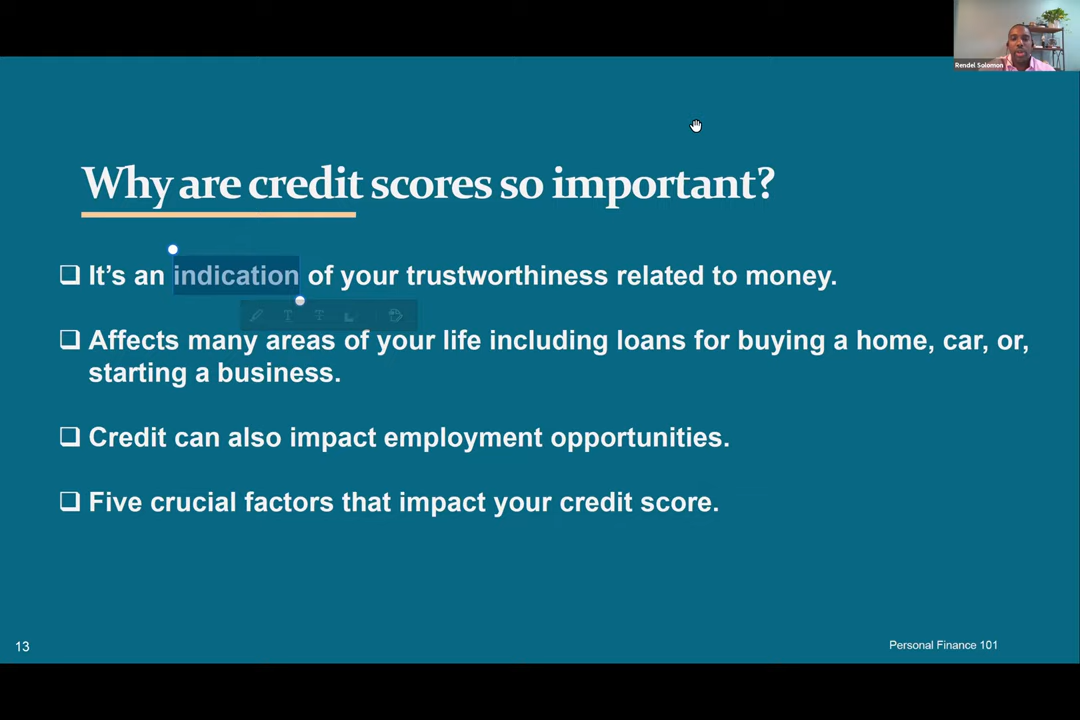 Rendel Solomon
Why are credit scores so important?
It’s an indication of your trustworthiness related to money.
Affects many areas of your life including loans for buying a home, car, or,
starting a business.
Credit can also impact employment opportunities.
Five crucial factors that impact your credit score.
13
Personal Finance 101